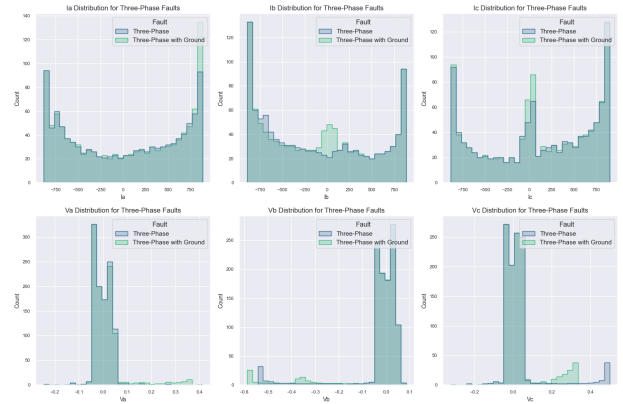 Ia Distribution for Three-Phase Faults
Ib Distribution for Three-Phase Faults
Ic Distribution for Three-Phase Faults
140
120
100
80
60
40
20
0
Count
−750
−500
−250
0
250
500
750
Ia
Fault
Three-Phase
Three-Phase with Ground
140
120
100
80
60
40
20
0
Count
−750
−500
−250
0
250
500
750
Ib
Fault
Three-Phase
Three-Phase with Ground
120
100
80
60
40
20
0
Count
−750
−500
−250
0
250
500
750
Ic
Fault
Three-Phase
Three-Phase with Ground
Va Distribution for Three-Phase Faults
Vb Distribution for Three-Phase Faults
Vc Distribution for Three-Phase Faults
300
250
200
150
100
50
0
Count
−0.2
−0.1
0.0
0.1
0.2
0.3
0.4
Va
Fault
Three-Phase
Three-Phase with Ground
250
200
150
100
50
0
Count
−0.6
−0.5
−0.4
−0.3
−0.2
−0.1
0.0
0.1
Vb
Fault
Three-Phase
Three-Phase with Ground
250
200
150
100
50
0
Count
−0.2
0.0
0.2
0.4
Vc
Fault
Three-Phase
Three-Phase with Ground